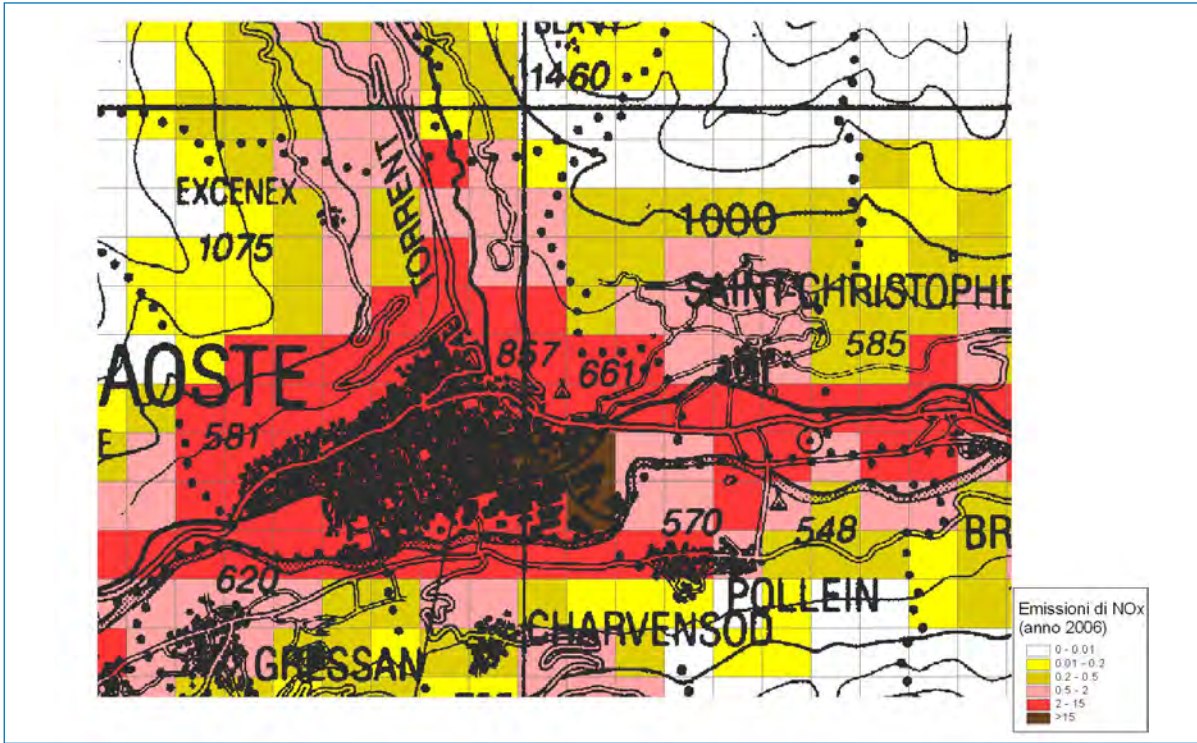 1460
EXCENEX
1075
TORRENT
1000
SAINT-CHRISTOPHE
AOSTE
857
661
585
581
E
570
548
BR
620
POLLEIN
CHARVENSOD
GRESSAN
Emissioni di NOx
(anno 2006)
0 - 0.01
0.01 - 0.2
0.2 - 0.5
0.5 - 2
2 - 15
>15